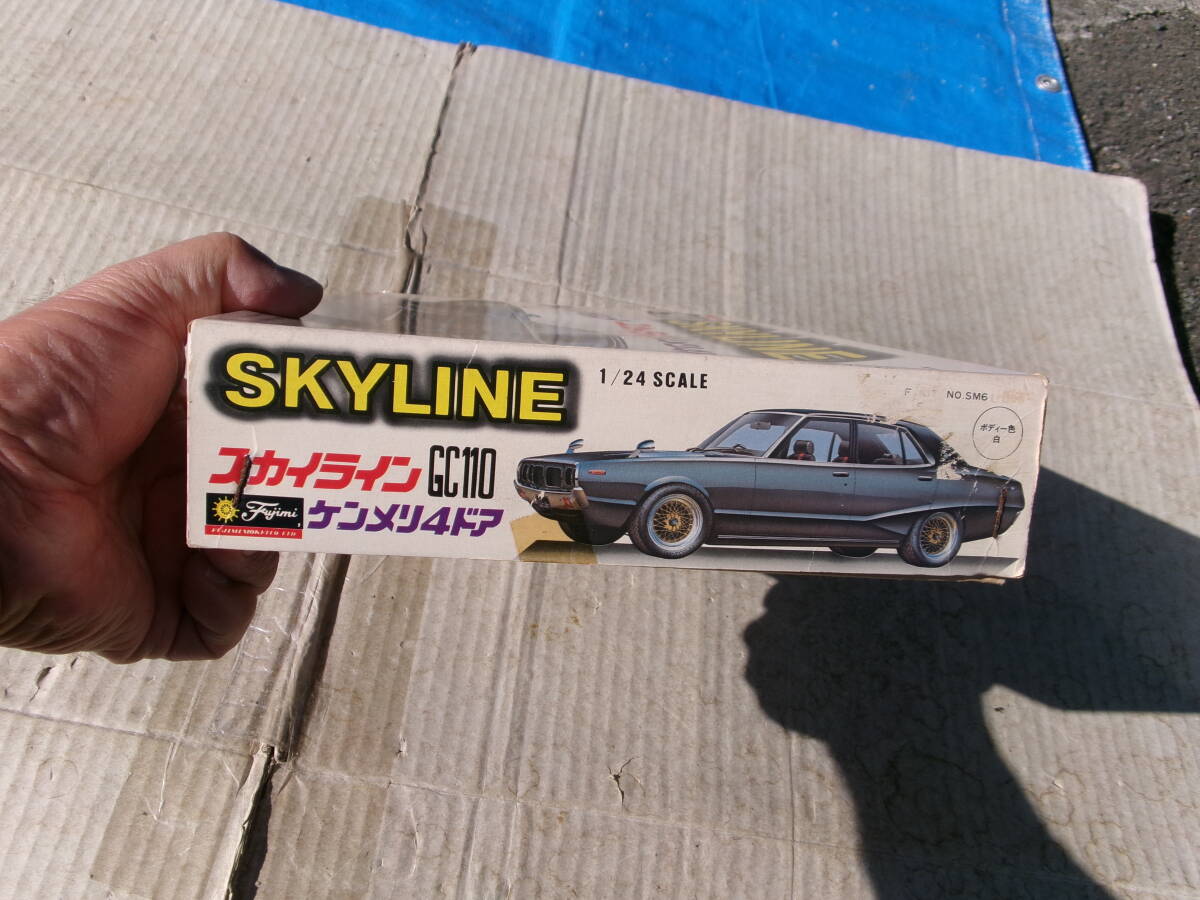 SKYLINE
1/24 SCALE
NO.SM6
ボディー色
白
スカイライン GC110
Fujimi
ケンメリ4ドア
SKYLINE